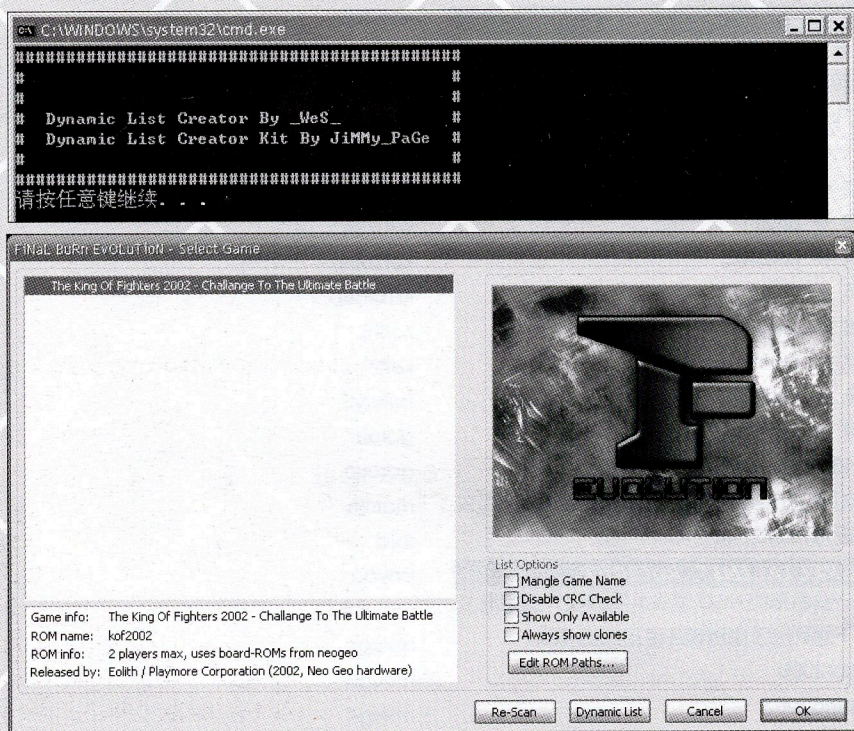 C:\WINDOWS\system32\cmd.exe
###########################################
# #
# #
# Dynamic List Creator By _WeS_ #
# Dynamic List Creator Kit By JiMMy_PaGe #
# #
###########################################
请按任意键继续. . .
FiNaL BuRn EvOLuTioN - Select Game
The King Of Fighters 2002 - Challange To The Ultimate Battle
EVOLUTION
List Options
Mangle Game Name
Disable CRC Check
Show Only Available
Always show clones
Edit ROM Paths...
Game info: The King Of Fighters 2002 - Challange To The Ultimate Battle
ROM name: kof2002
ROM info: 2 players max, uses board-ROMs from neogeo
Released by: Eolith / Playmore Corporation (2002, Neo Geo hardware)
Re-Scan
Dynamic List
Cancel
OK